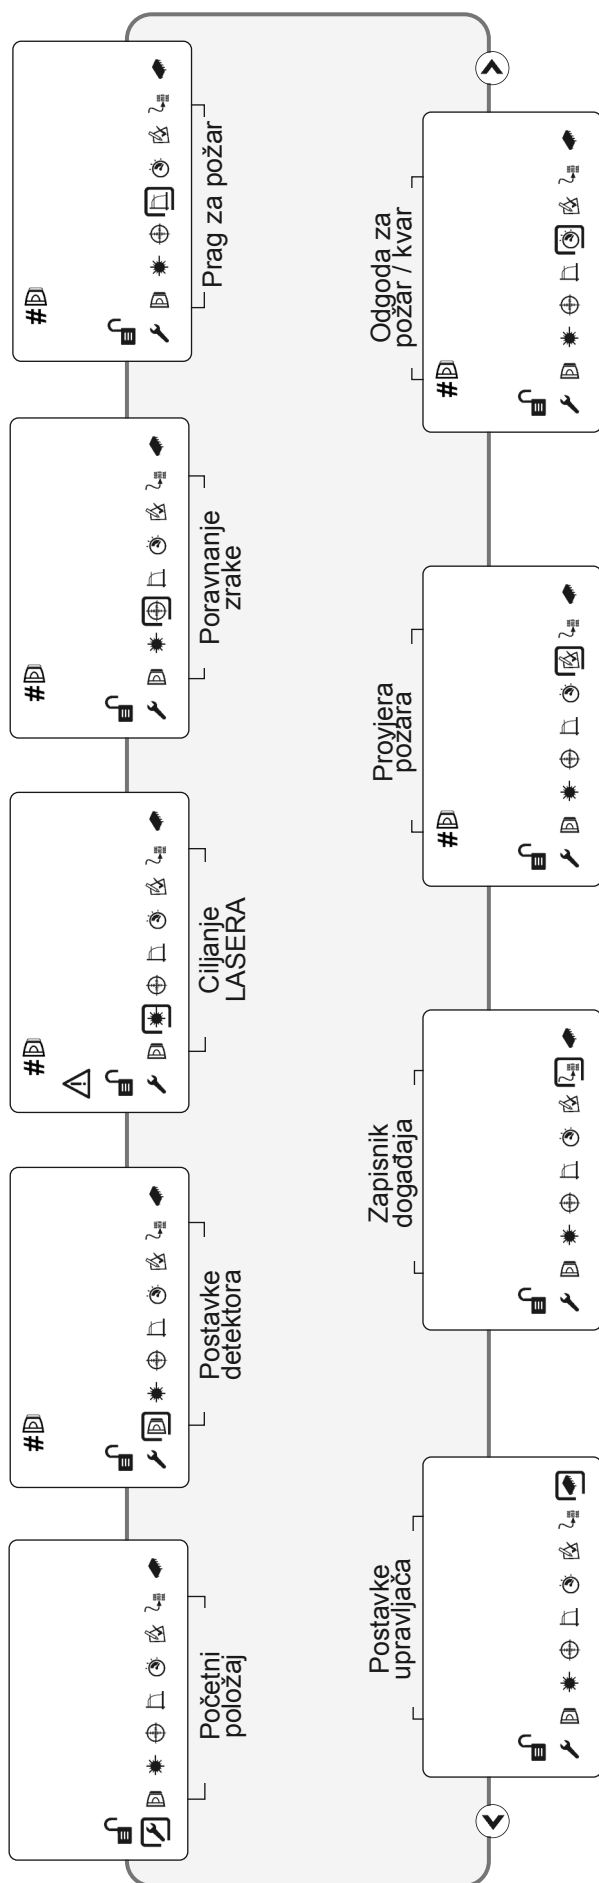 Početni
položaj
#
Postavke
detektora
#
Ciljanje
LASERA
#
Poravnanje
zrake
#
Prag za požar
Postavke
upravljača
Zapisnik
događaja
Provjera
požara
#
Odgoda za
požar / kvar
#